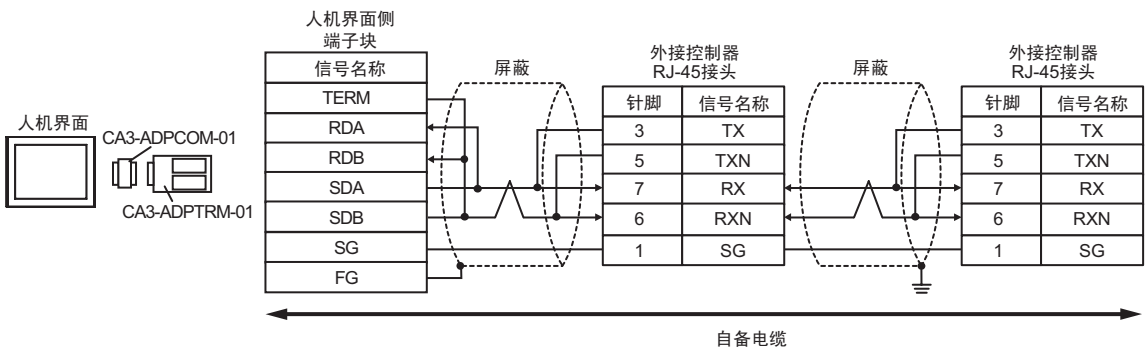 人机界面
CA3-ADPCOM-01
CA3-ADPTRM-01
人机界面侧
端子块
信号名称
TERM
RDA
RDB
SDA
SDB
SG
FG
屏蔽
外接控制器
RJ-45接头
针脚 信号名称
3 TX
5 TXN
7 RX
6 RXN
1 SG
屏蔽
外接控制器
RJ-45接头
针脚 信号名称
3 TX
5 TXN
7 RX
6 RXN
1 SG
自备电缆